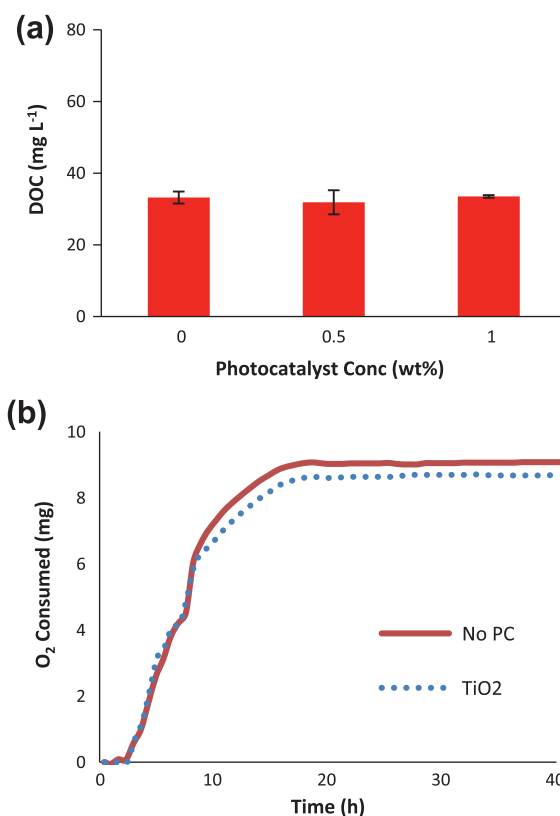 (a)
80
60
40
20
0
DOC (mg L⁻¹)
0 0.5 1
Photocatalyst Conc (wt%)
(b)
10
8
6
4
2
0
O₂ Consumed (mg)
No PC
TiO2
0 10 20 30 40
Time (h)